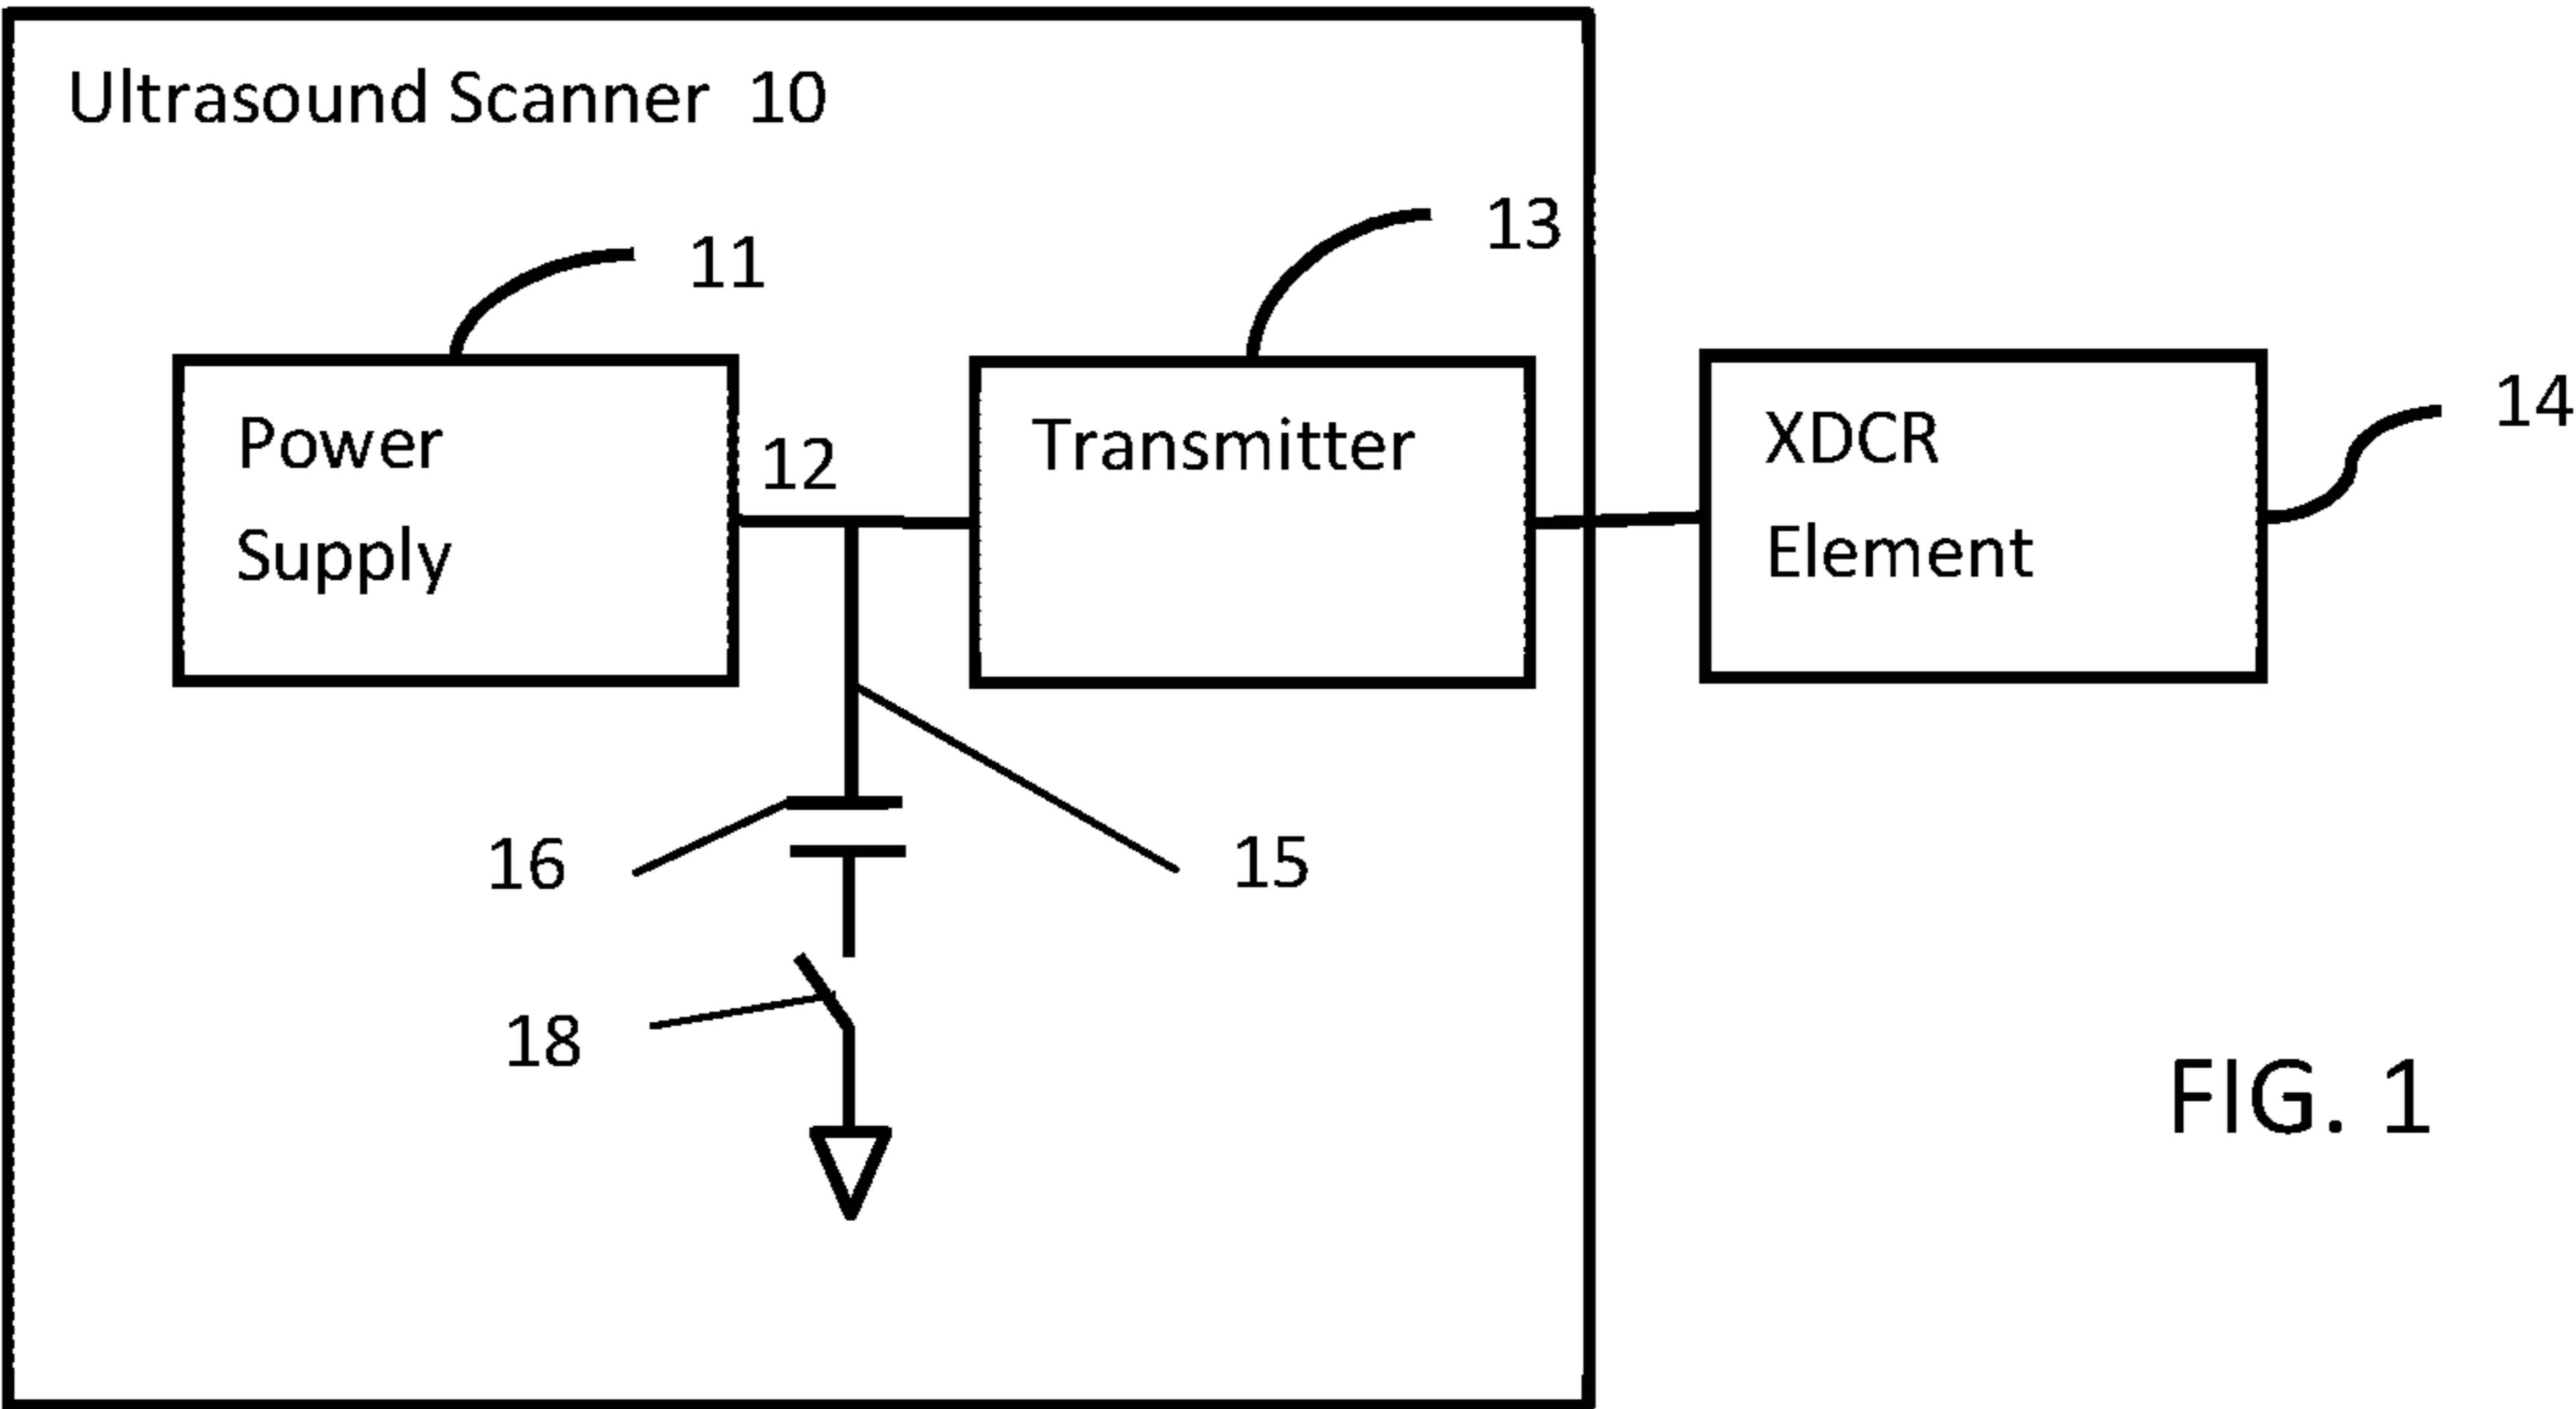 Ultrasound Scanner 10
13
11
14
12
Power
Supply
Transmitter
XDCR
Element
16
15
18
FIG. 1